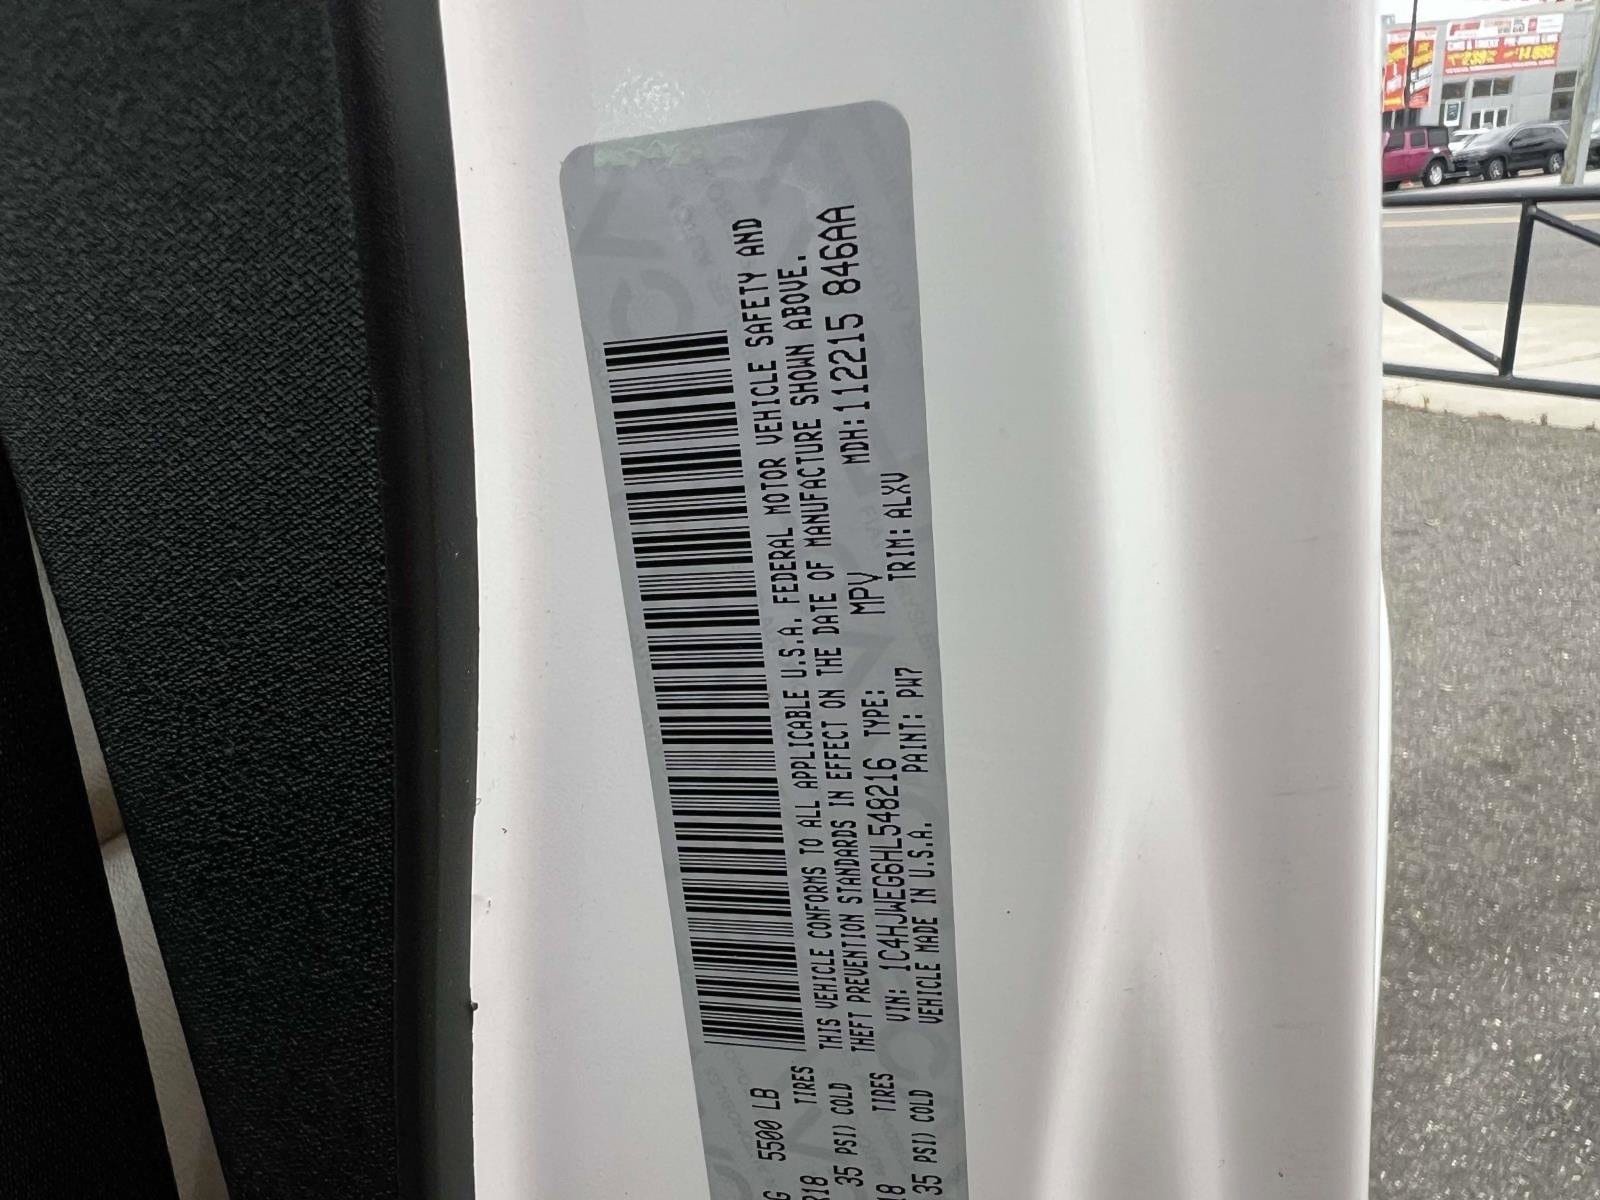 5500 LB
TIRES
35 PSI) COLD
TIRES
35 PSI) COLD
THIS VEHICLE CONFORMS TO ALL APPLICABLE U.S.A. FEDERAL MOTOR VEHICLE SAFETY AND
THEFT PREVENTION STANDARDS IN EFFECT ON THE DATE OF MANUFACTURE SHOWN ABOVE.
VIN: 1C4HJWEG6HL548216 TYPE: MPV MDH:112215 846AA
VEHICLE MADE IN U.S.A. PAINT: PW7 TRIM: ALXV